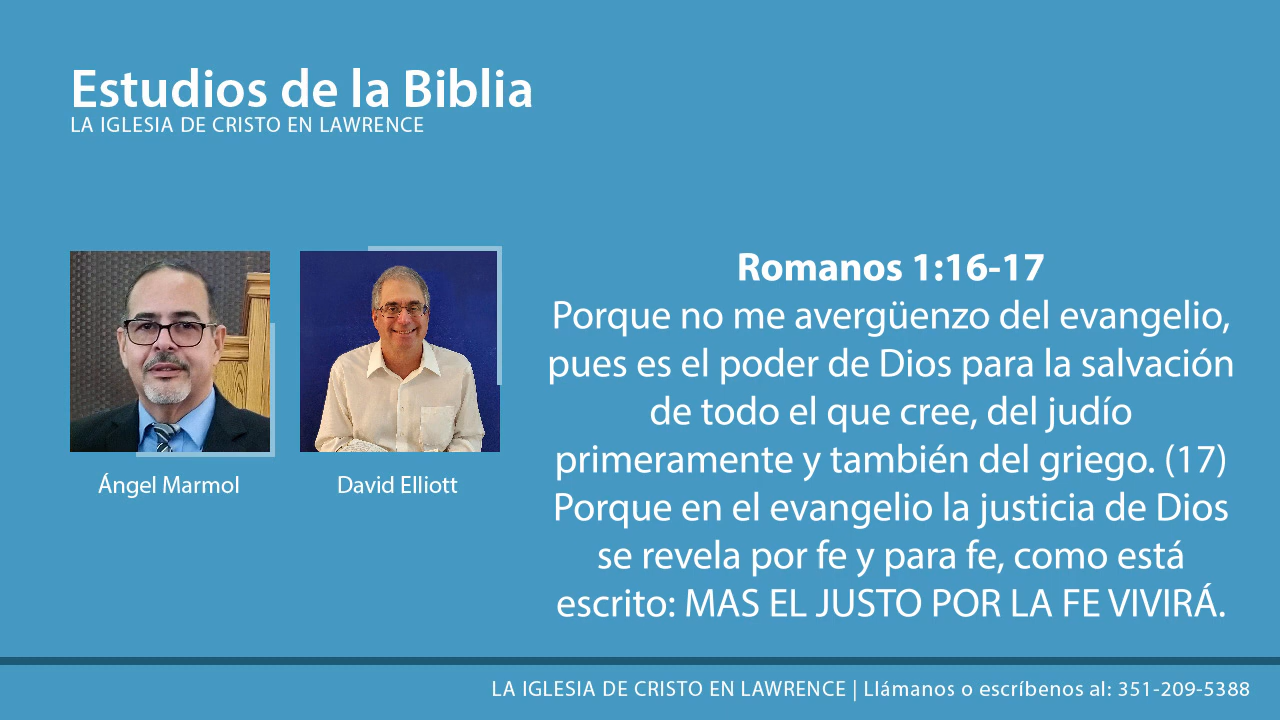 Estudios de la Biblia
LA IGLESIA DE CRISTO EN LAWRENCE
Ángel Marmol
David Elliott
Romanos 1:16-17
Porque no me avergüenzo del evangelio,
pues es el poder de Dios para la salvación
de todo el que cree, del judío
primeramente y también del griego. (17)
Porque en el evangelio la justicia de Dios
se revela por fe y para fe, como está
escrito: MAS EL JUSTO POR LA FE VIVIRÁ.
LA IGLESIA DE CRISTO EN LAWRENCE | Llámanos o escríbenos al: 351-209-5388